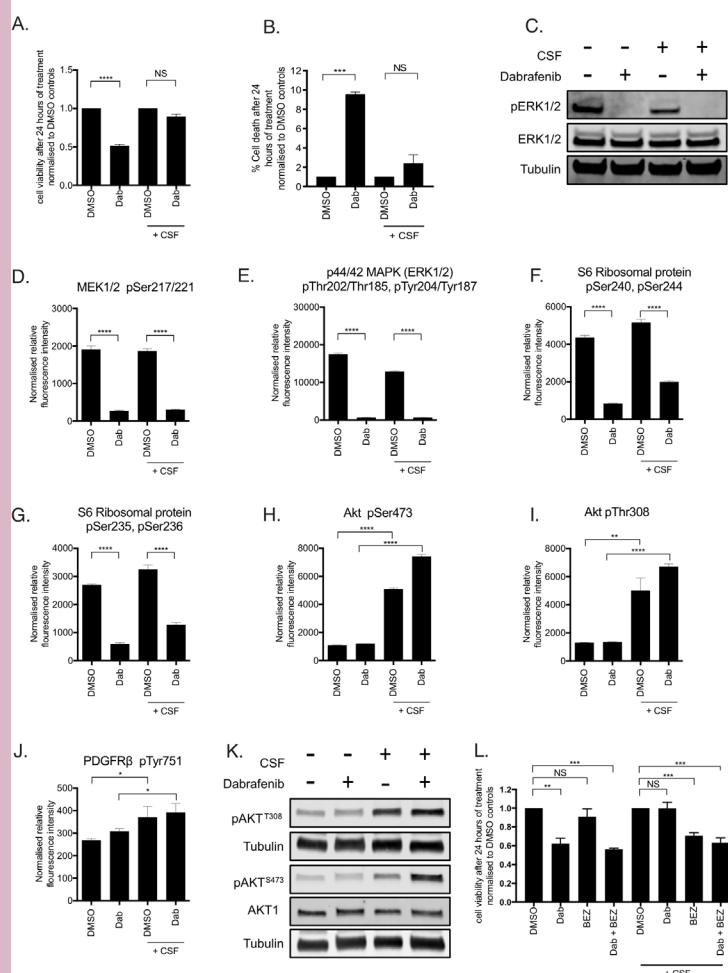 A.
cell viability after 24 hours of treatment
normalised to DMSO controls
1.5
1.0
0.5
0.0
****
NS
DMSO
Dab
DMSO
Dab
+ CSF
B.
% Cell death after 24
hours of treatment
normalised to DMSO controls
12
10
8
6
4
2
0
***
NS
DMSO
Dab
DMSO
Dab
+ CSF
C.
CSF - - + +
Dabrafenib - + - +
pERK1/2
ERK1/2
Tubulin
D.
MEK1/2 pSer217/221
Normalised relative
fluorescence intensity
3000
2000
1000
0
****
****
DMSO
Dab
DMSO
Dab
+ CSF
E.
p44/42 MAPK (ERK1/2)
pThr202/Thr185, pTyr204/Tyr187
Normalised relative
fluorescence intensity
30000
20000
10000
0
****
****
DMSO
Dab
DMSO
Dab
+ CSF
F.
S6 Ribosomal protein
pSer240, pSer244
Normalised relative
fluorescence intensity
6000
4000
2000
0
****
****
DMSO
Dab
DMSO
Dab
+ CSF
G.
S6 Ribosomal protein
pSer235, pSer236
Normalised relative
flourescence intensity
4000
3000
2000
1000
0
****
****
DMSO
Dab
DMSO
Dab
+ CSF
H.
Akt pSer473
Normalised relative
fluorescence intensity
8000
6000
4000
2000
0
****
****
DMSO
Dab
DMSO
Dab
+ CSF
I.
Akt pThr308
Normalised relative
fluorescence intensity
8000
6000
4000
2000
0
**
****
DMSO
Dab
DMSO
Dab
+ CSF
J.
PDGFRβ pTyr751
Normalised relative
fluorescence intensity
500
400
300
200
100
0
*
*
DMSO
Dab
DMSO
Dab
+ CSF
K.
CSF - - + +
Dabrafenib - + - +
pAKT T308
Tubulin
pAKT S473
AKT1
Tubulin
L.
cell viability after 24 hours of treatment
normalised to DMSO controls
1.2
1.0
0.8
0.6
0.4
0.2
0.0
***
NS
**
***
***
NS
DMSO
Dab
BEZ
Dab + BEZ
DMSO
Dab
BEZ
Dab + BEZ
+ CSF